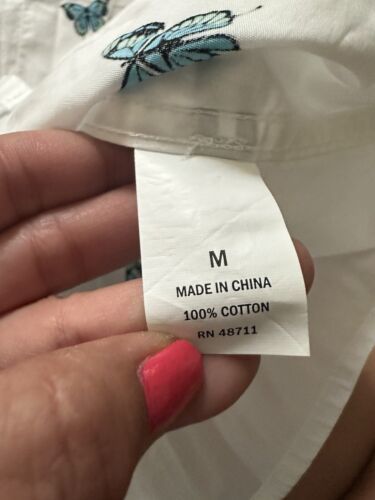 M
MADE IN CHINA
100% COTTON
RN 48711